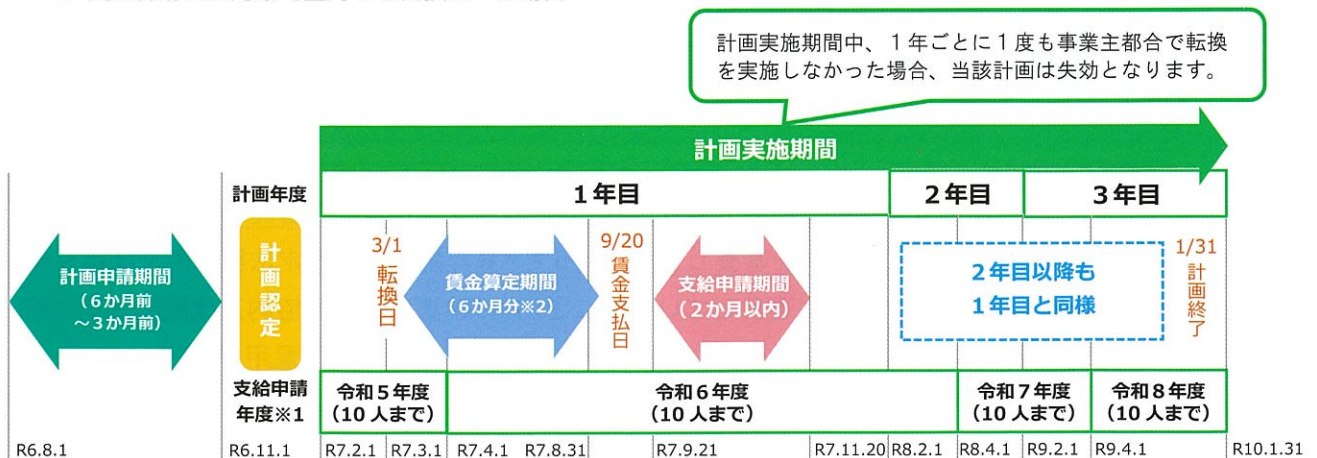 計画実施期間中、１年ごとに１度も事業主都合で転換
を実施しなかった場合、当該計画は失効となります。
計画実施期間
計画年度
１年目
２年目
３年目
計画申請期間
（６か月前
～３か月前）
計画認定
3/1
転換日
賃金算定期間
（６か月分※2）
9/20
賃金支払日
支給申請期間
（２か月以内）
２年目以降も
１年目と同様
1/31
計画終了
支給申請
年度※1
令和５年度
（10 人まで）
令和６年度
（10 人まで）
令和７年度
（10 人まで）
令和８年度
（10 人まで）
R6.8.1
R6.11.1
R7.2.1
R7.3.1
R7.4.1
R7.8.31
R7.9.21
R7.11.20
R8.2.1
R8.4.1
R9.2.1
R9.4.1
R10.1.31